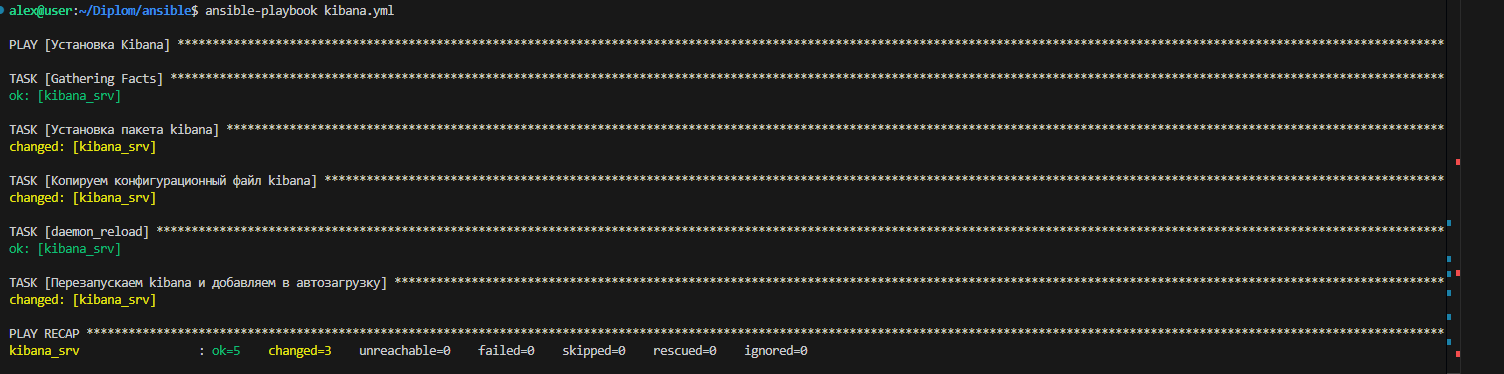 alex@user:~/Diplom/ansible$ ansible-playbook kibana.yml
PLAY [Установка Kibana] ****************************************************************************************************************************************************************************************
TASK [Gathering Facts] *****************************************************************************************************************************************************************************************
ok: [kibana_srv]
TASK [Установка пакета kibana] *********************************************************************************************************************************************************************************
changed: [kibana_srv]
TASK [Копируем конфигурационный файл kibana] *******************************************************************************************************************************************************************
changed: [kibana_srv]
TASK [daemon_reload] *******************************************************************************************************************************************************************************************
ok: [kibana_srv]
TASK [Перезапускаем kibana и добавляем в автозагрузку] *********************************************************************************************************************************************************
changed: [kibana_srv]
PLAY RECAP *****************************************************************************************************************************************************************************************************
kibana_srv                 : ok=5    changed=3    unreachable=0    failed=0    skipped=0    rescued=0    ignored=0